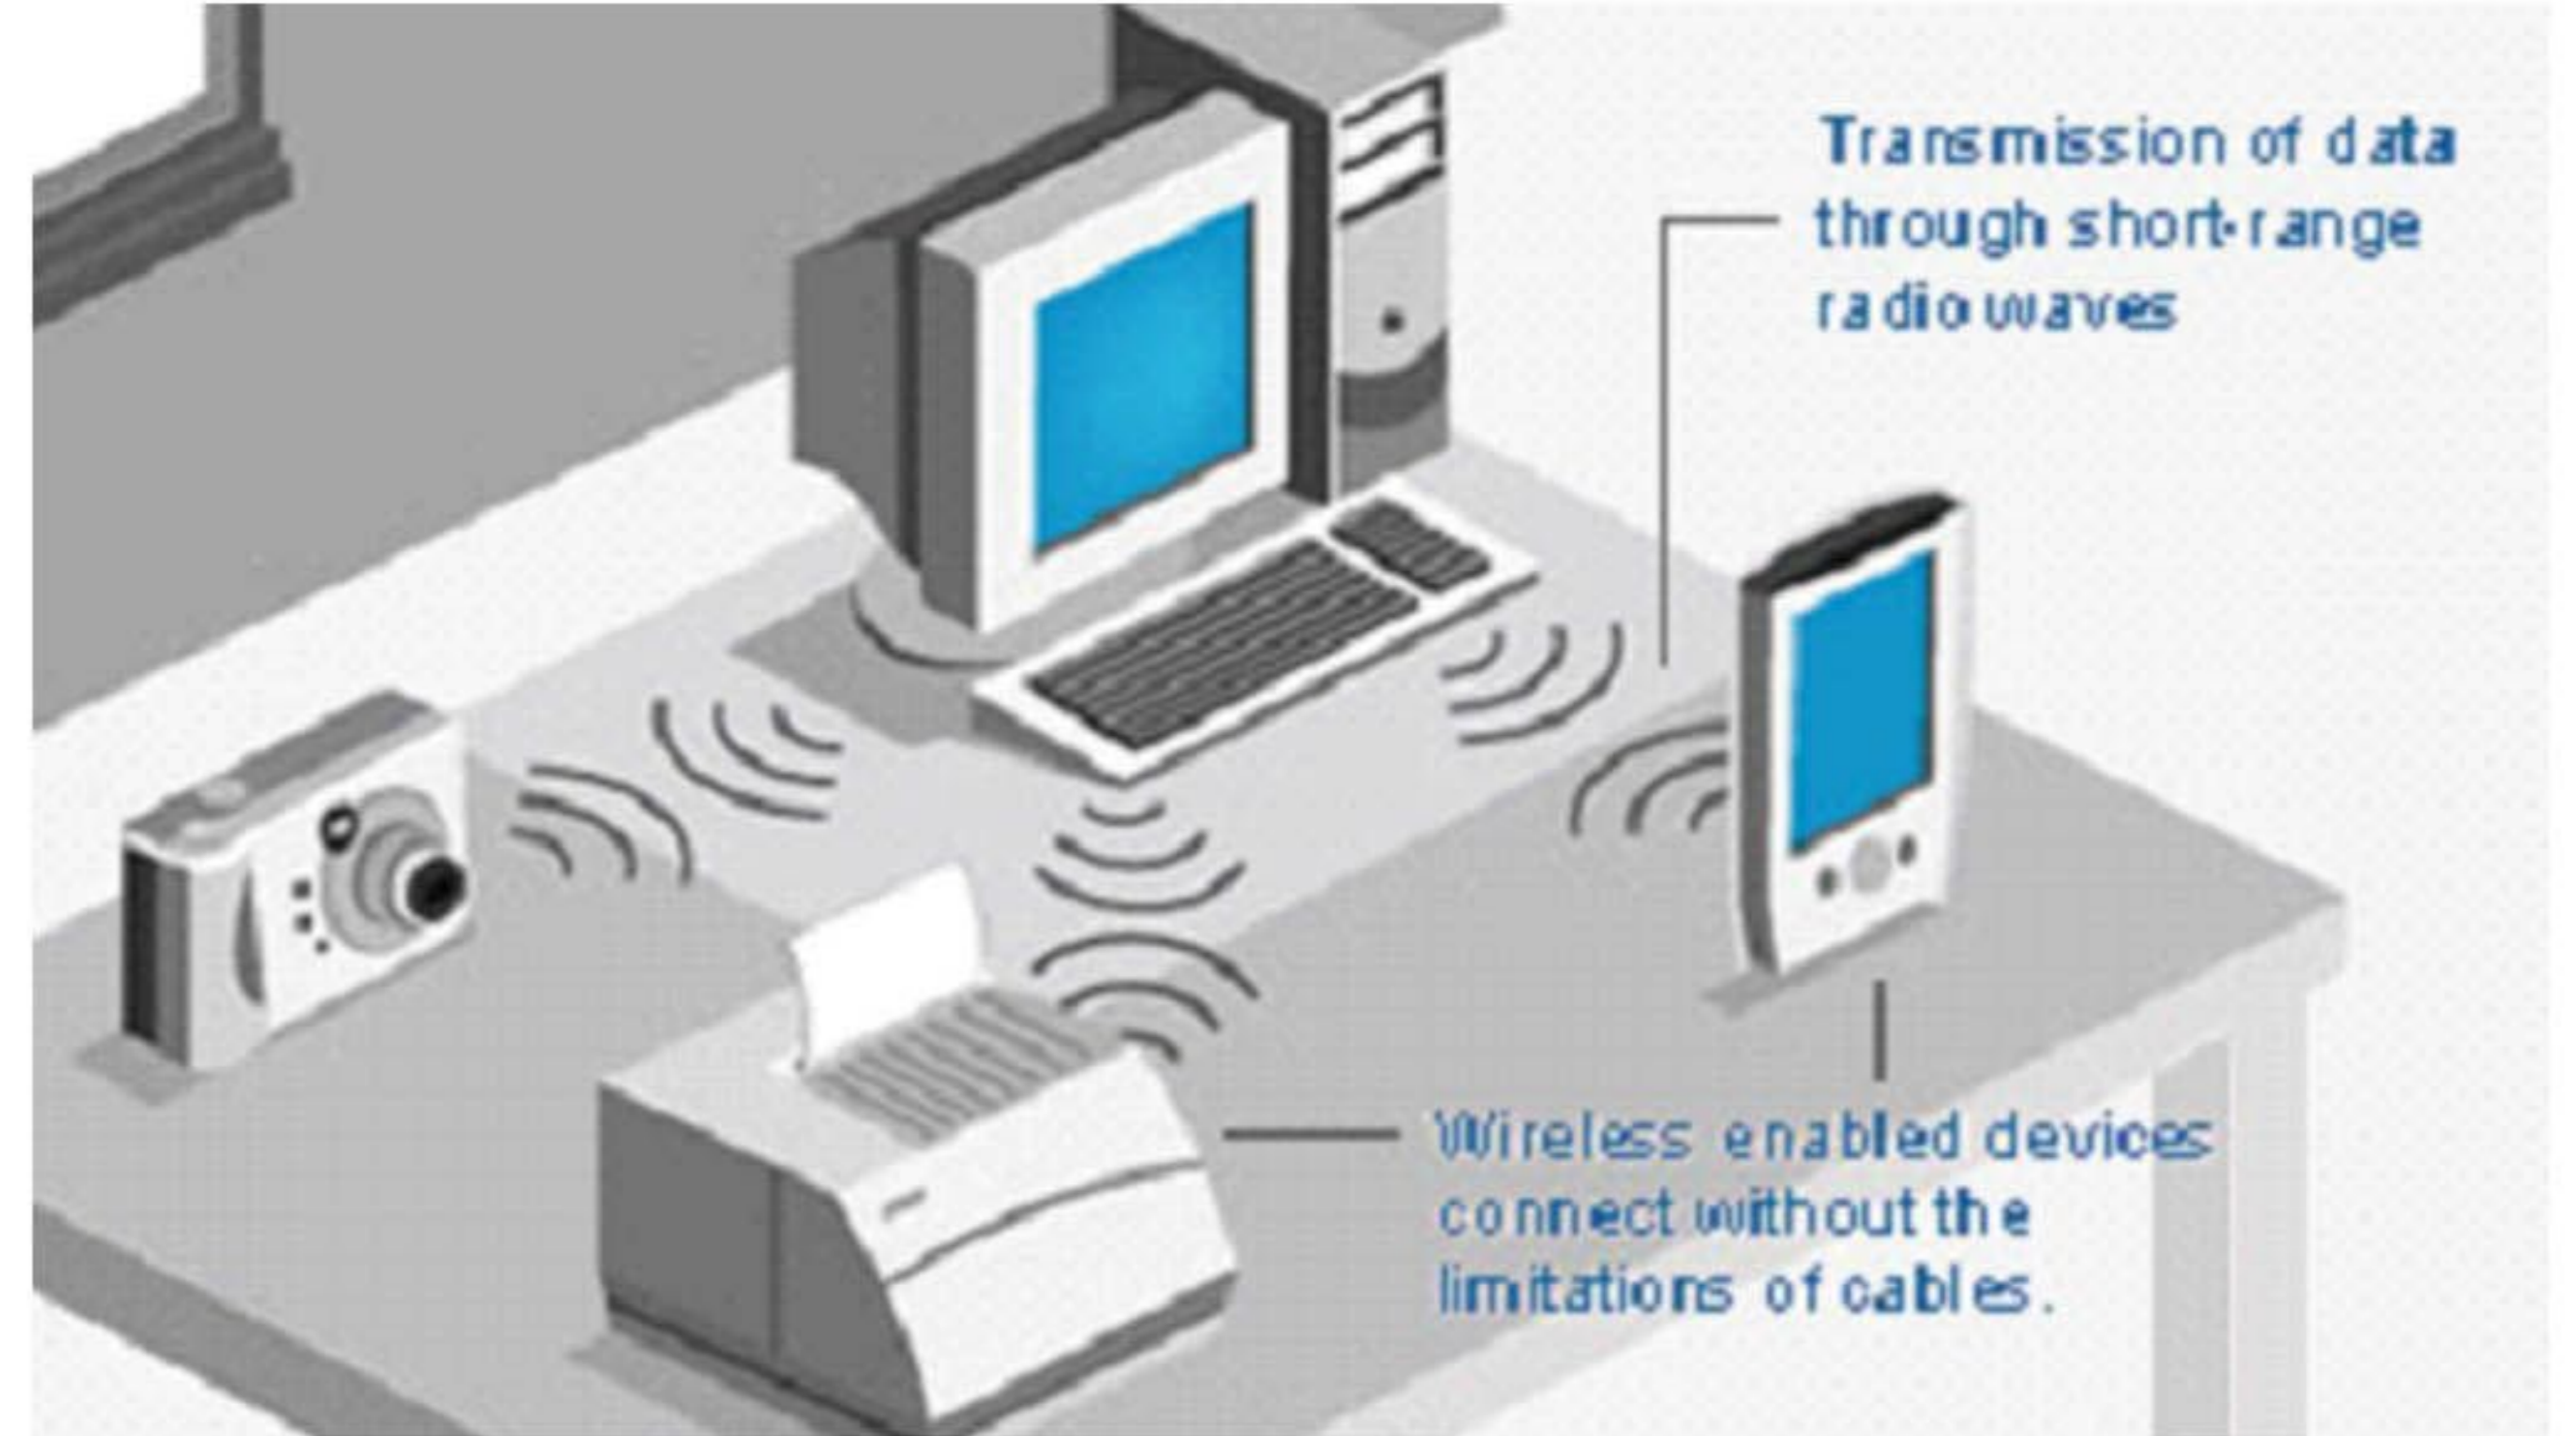 Transmission of data
through short-range
radio waves
Wireless enabled devices
connect without the
limitations of cables.